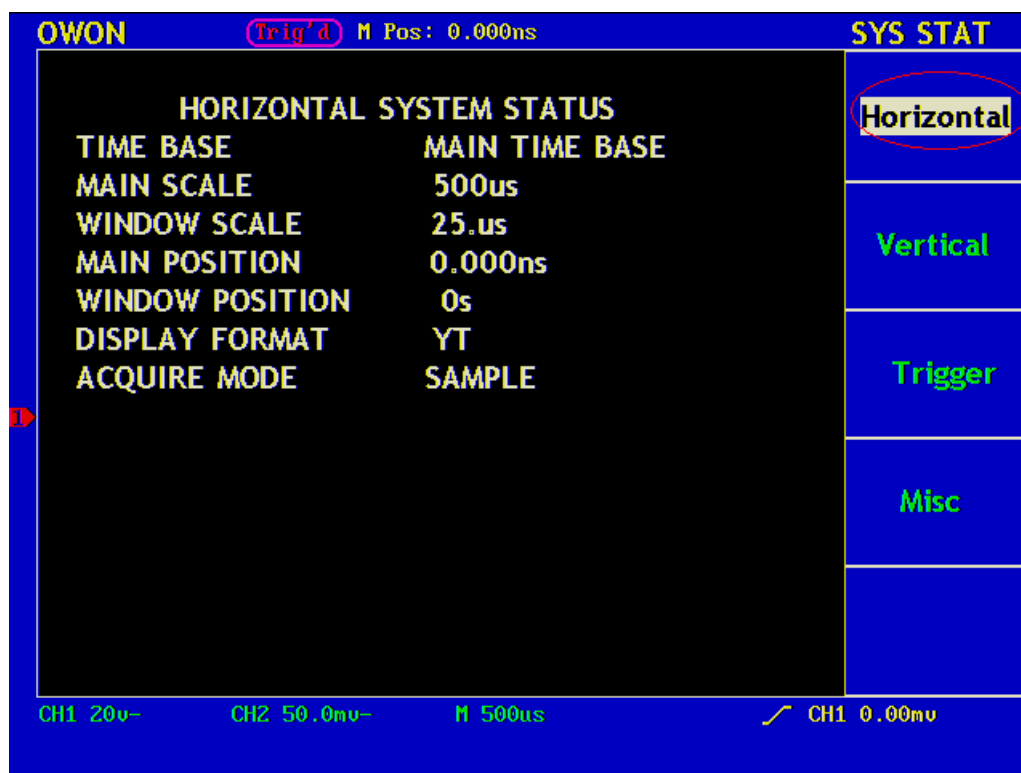 OWON Trig'd M Pos: 0.000ns SYS STAT
HORIZONTAL SYSTEM STATUS
TIME BASE MAIN TIME BASE
MAIN SCALE 500us
WINDOW SCALE 25.us
MAIN POSITION 0.000ns
WINDOW POSITION 0s
DISPLAY FORMAT YT
ACQUIRE MODE SAMPLE
1
Horizontal
Vertical
Trigger
Misc
CH1 20v- CH2 50.0mv- M 500us CH1 0.00mv